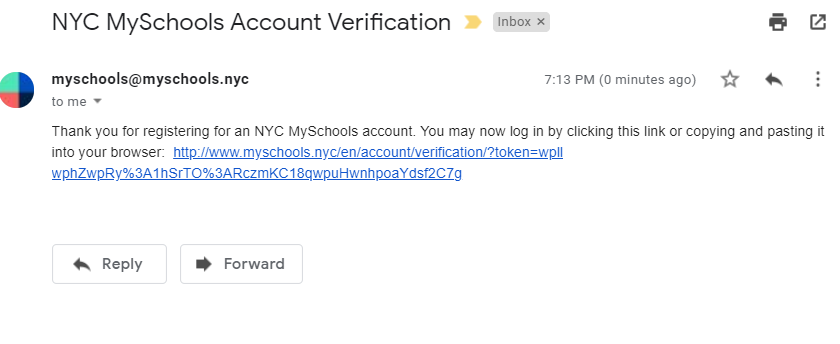 NYC MySchools Account Verification Inbox ×
myschools@myschools.nyc 7:13 PM (0 minutes ago)
to me
Thank you for registering for an NYC MySchools account. You may now log in by clicking this link or copying and pasting it
into your browser: http://www.myschools.nyc/en/account/verification/?token=wpll
wphZwpRy%3A1hSrTO%3ARczmKC18qwpuHwnhpoaYdsf2C7g
Reply Forward